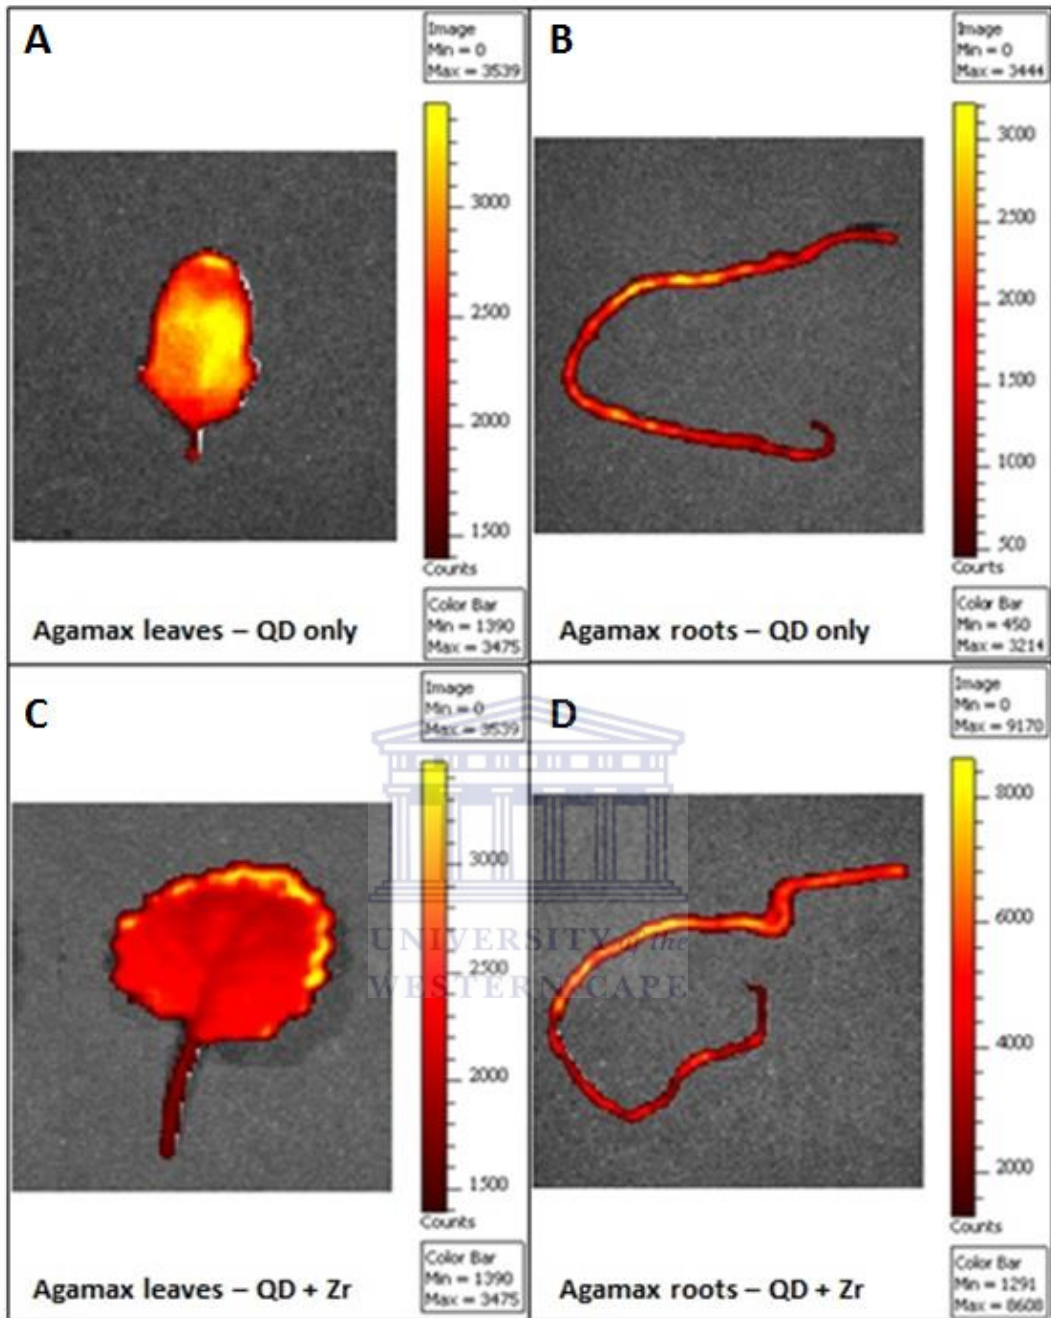 A
Image
Min = 0
Max = 3539
3000
2500
2000
1500
Counts
Color Bar
Min = 1390
Max = 3475
Agamax leaves – QD only
B
Image
Min = 0
Max = 3444
3000
2500
2000
1500
1000
500
Counts
Color Bar
Min = 450
Max = 3214
Agamax roots – QD only
C
Image
Min = 0
Max = 3539
3000
2500
2000
1500
Counts
Color Bar
Min = 1390
Max = 3475
Agamax leaves – QD + Zr
D
Image
Min = 0
Max = 9170
8000
6000
4000
2000
Counts
Color Bar
Min = 1291
Max = 8608
Agamax roots – QD + Zr
UNIVERSITY of the
WESTERN CAPE